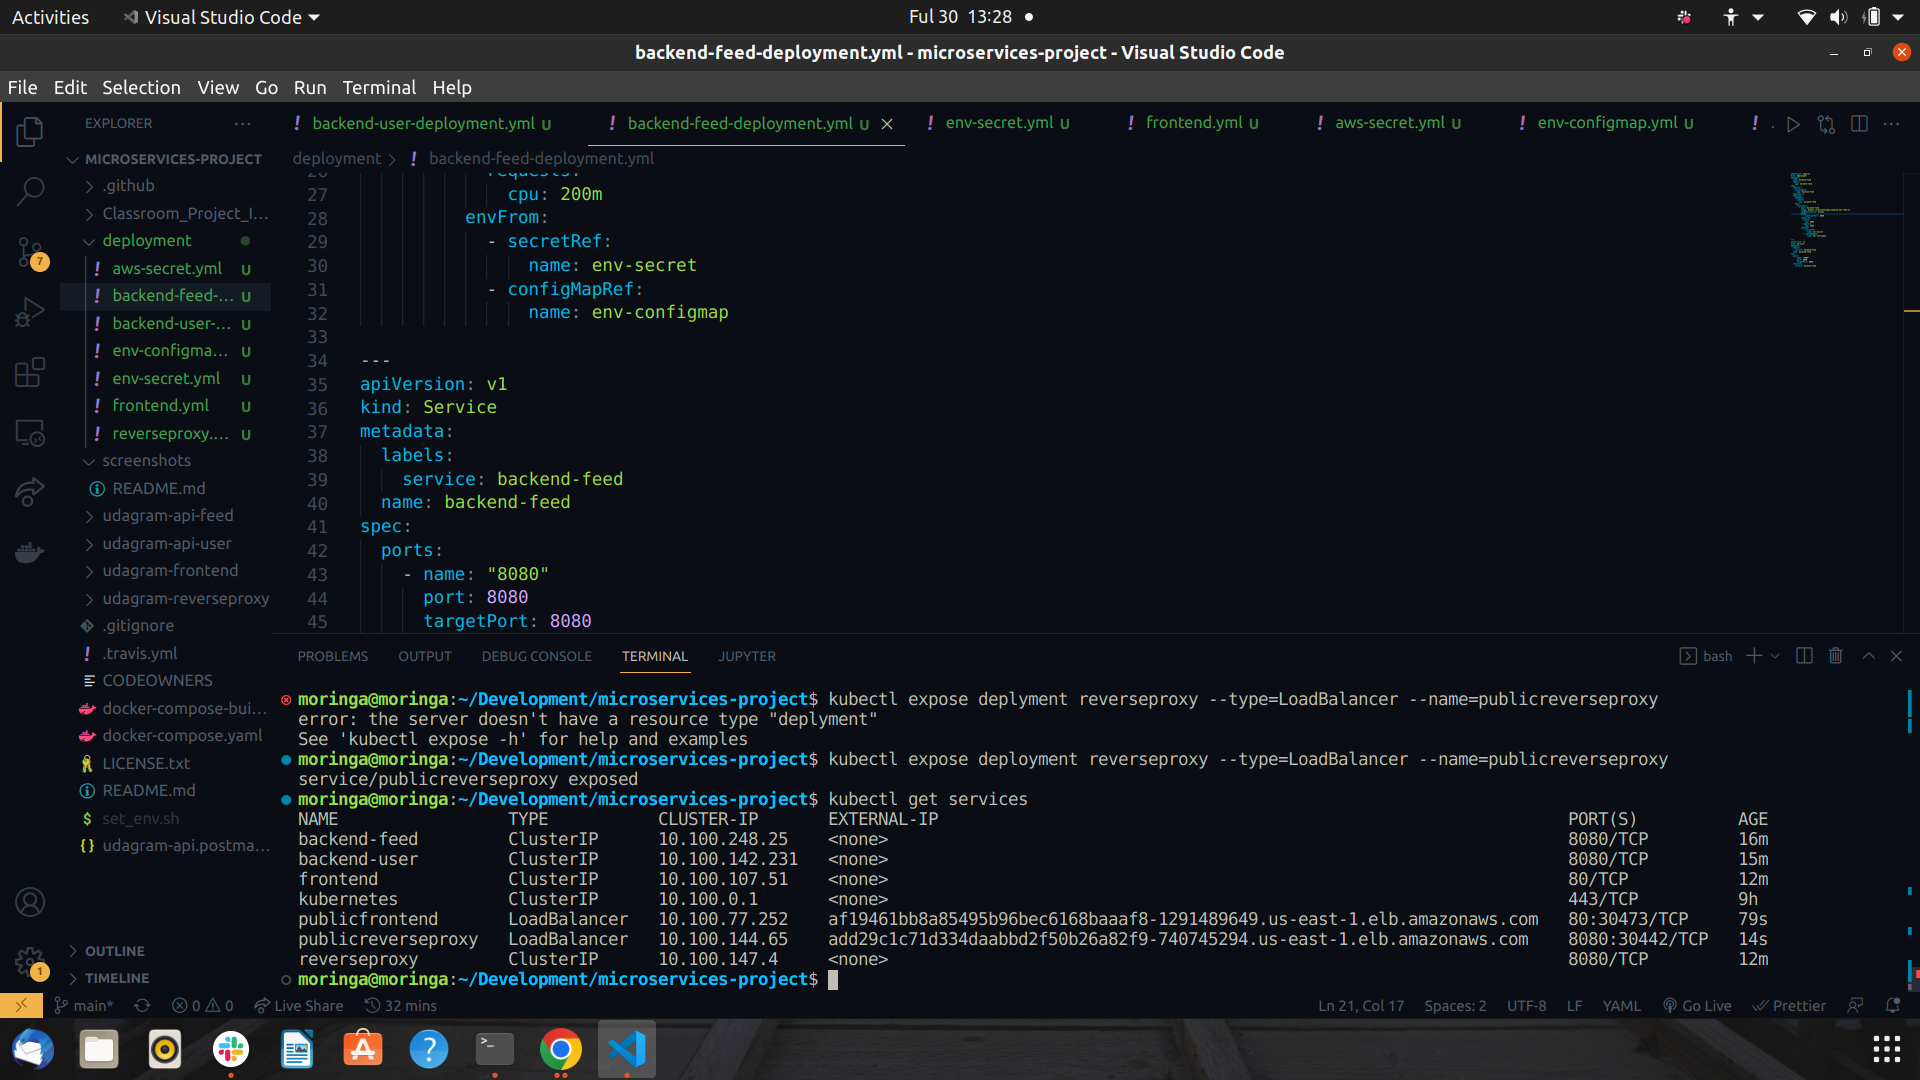 Activities
Visual Studio Code
Ful 30 13:28
backend-feed-deployment.yml - microservices-project - Visual Studio Code
File Edit Selection View Go Run Terminal Help
EXPLORER
MICROSERVICES-PROJECT
.github
Classroom_Project_I...
deployment
aws-secret.yml U
backend-feed-... U
backend-user-... U
env-configma... U
env-secret.yml U
frontend.yml U
reverseproxy.... U
screenshots
README.md
udagram-api-feed
udagram-api-user
udagram-frontend
udagram-reverseproxy
.gitignore
.travis.yml
CODEOWNERS
docker-compose-bui...
docker-compose.yaml
LICENSE.txt
README.md
set_env.sh
udagram-api.postma...
OUTLINE
TIMELINE
7
1
backend-user-deployment.yml U
backend-feed-deployment.yml U
env-secret.yml U
frontend.yml U
aws-secret.yml U
env-configmap.yml U
deployment > ! backend-feed-deployment.yml
26 requests:
27 cpu: 200m
28 envFrom:
29 - secretRef:
30 name: env-secret
31 - configMapRef:
32 name: env-configmap
33
34 ---
35 apiVersion: v1
36 kind: Service
37 metadata:
38 labels:
39 service: backend-feed
40 name: backend-feed
41 spec:
42 ports:
43 - name: "8080"
44 port: 8080
45 targetPort: 8080
PROBLEMS OUTPUT DEBUG CONSOLE TERMINAL JUPYTER
bash
moringa@moringa:~/Development/microservices-project$ kubectl expose deplyment reverseproxy --type=LoadBalancer --name=publicreverseproxy
error: the server doesn't have a resource type "deplyment"
See 'kubectl expose -h' for help and examples
moringa@moringa:~/Development/microservices-project$ kubectl expose deployment reverseproxy --type=LoadBalancer --name=publicreverseproxy
service/publicreverseproxy exposed
moringa@moringa:~/Development/microservices-project$ kubectl get services
NAME TYPE CLUSTER-IP EXTERNAL-IP PORT(S) AGE
backend-feed ClusterIP 10.100.248.25 <none> 8080/TCP 16m
backend-user ClusterIP 10.100.142.231 <none> 8080/TCP 15m
frontend ClusterIP 10.100.107.51 <none> 80/TCP 12m
kubernetes ClusterIP 10.100.0.1 <none> 443/TCP 9h
publicfrontend LoadBalancer 10.100.77.252 af19461bb8a85495b96bec6168baaaf8-1291489649.us-east-1.elb.amazonaws.com 80:30473/TCP 79s
publicreverseproxy LoadBalancer 10.100.144.65 add29c1c71d334daabbd2f50b26a82f9-740745294.us-east-1.elb.amazonaws.com 8080:30442/TCP 14s
reverseproxy ClusterIP 10.100.147.4 <none> 8080/TCP 12m
moringa@moringa:~/Development/microservices-project$
main* 0 0 Live Share 32 mins
Ln 21, Col 17 Spaces: 2 UTF-8 LF YAML Go Live Prettier